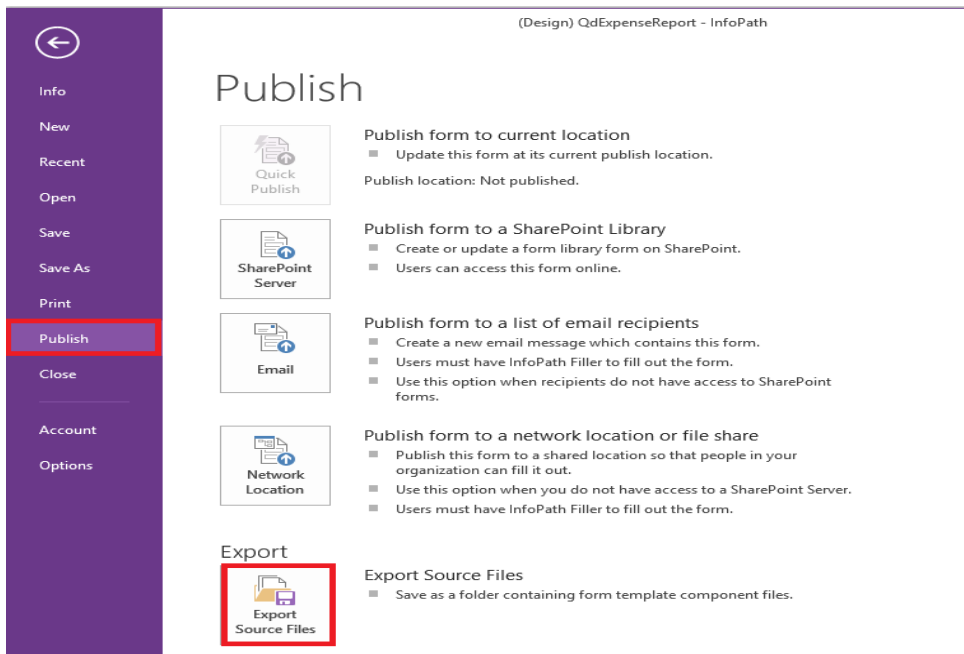 (Design) QdExpenseReport - InfoPath
Info
New
Recent
Open
Save
Save As
Print
Publish
Close
Account
Options
Publish
Quick
Publish
Publish form to current location
Update this form at its current publish location.
Publish location: Not published.
SharePoint
Server
Publish form to a SharePoint Library
Create or update a form library form on SharePoint.
Users can access this form online.
Email
Publish form to a list of email recipients
Create a new email message which contains this form.
Users must have InfoPath Filler to fill out the form.
Use this option when recipients do not have access to SharePoint
forms.
Network
Location
Publish form to a network location or file share
Publish this form to a shared location so that people in your
organization can fill it out.
Use this option when you do not have access to a SharePoint Server.
Users must have InfoPath Filler to fill out the form.
Export
Export
Source Files
Export Source Files
Save as a folder containing form template component files.